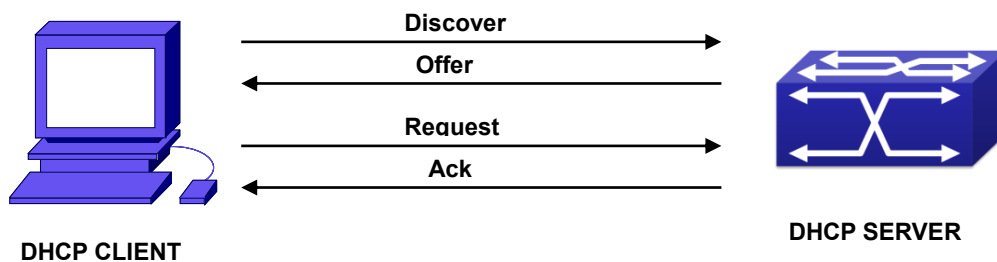 Discover
Offer
Request
Ack
DHCP CLIENT
DHCP SERVER